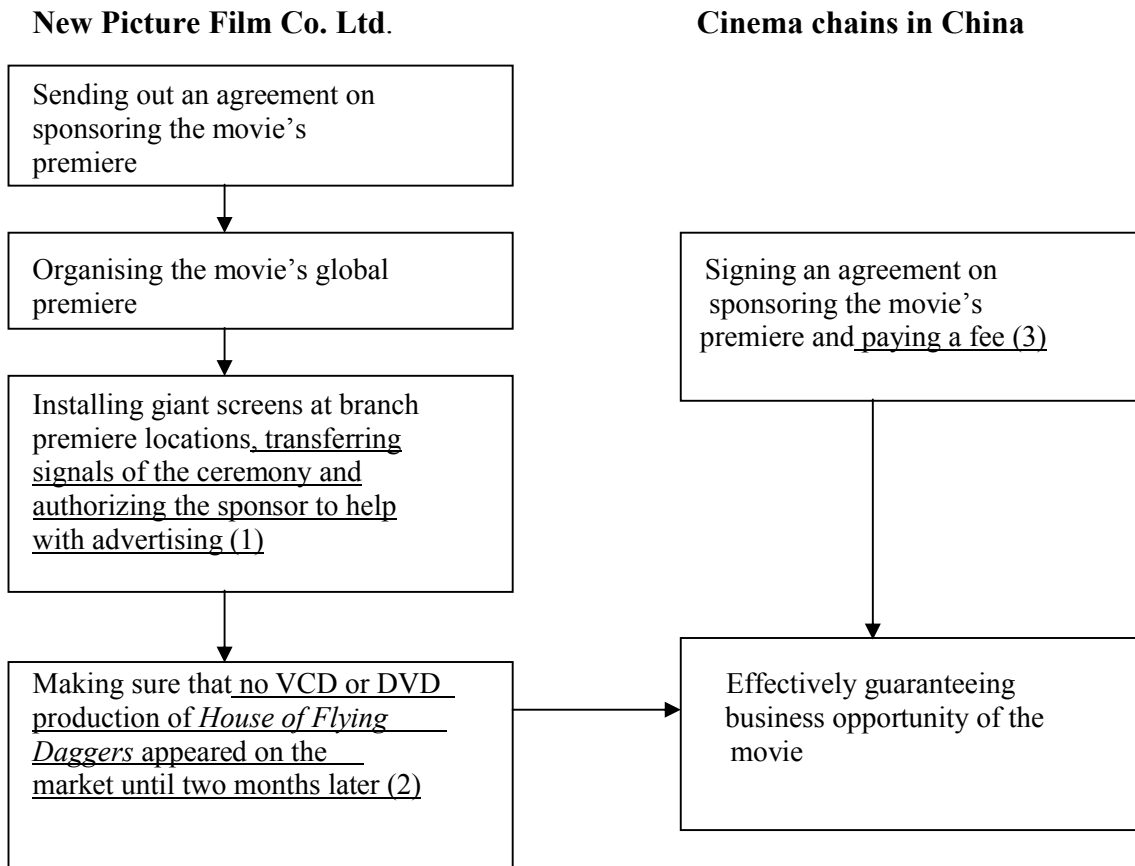 New Picture Film Co. Ltd.
Cinema chains in China
Sending out an agreement on
sponsoring the movie’s
premiere
Organising the movie’s global
premiere
Signing an agreement on
sponsoring the movie’s
premiere and paying a fee (3)
Installing giant screens at branch
premiere locations, transferring
signals of the ceremony and
authorizing the sponsor to help
with advertising (1)
Making sure that no VCD or DVD
production of House of Flying
Daggers appeared on the
market until two months later (2)
Effectively guaranteeing
business opportunity of the
movie